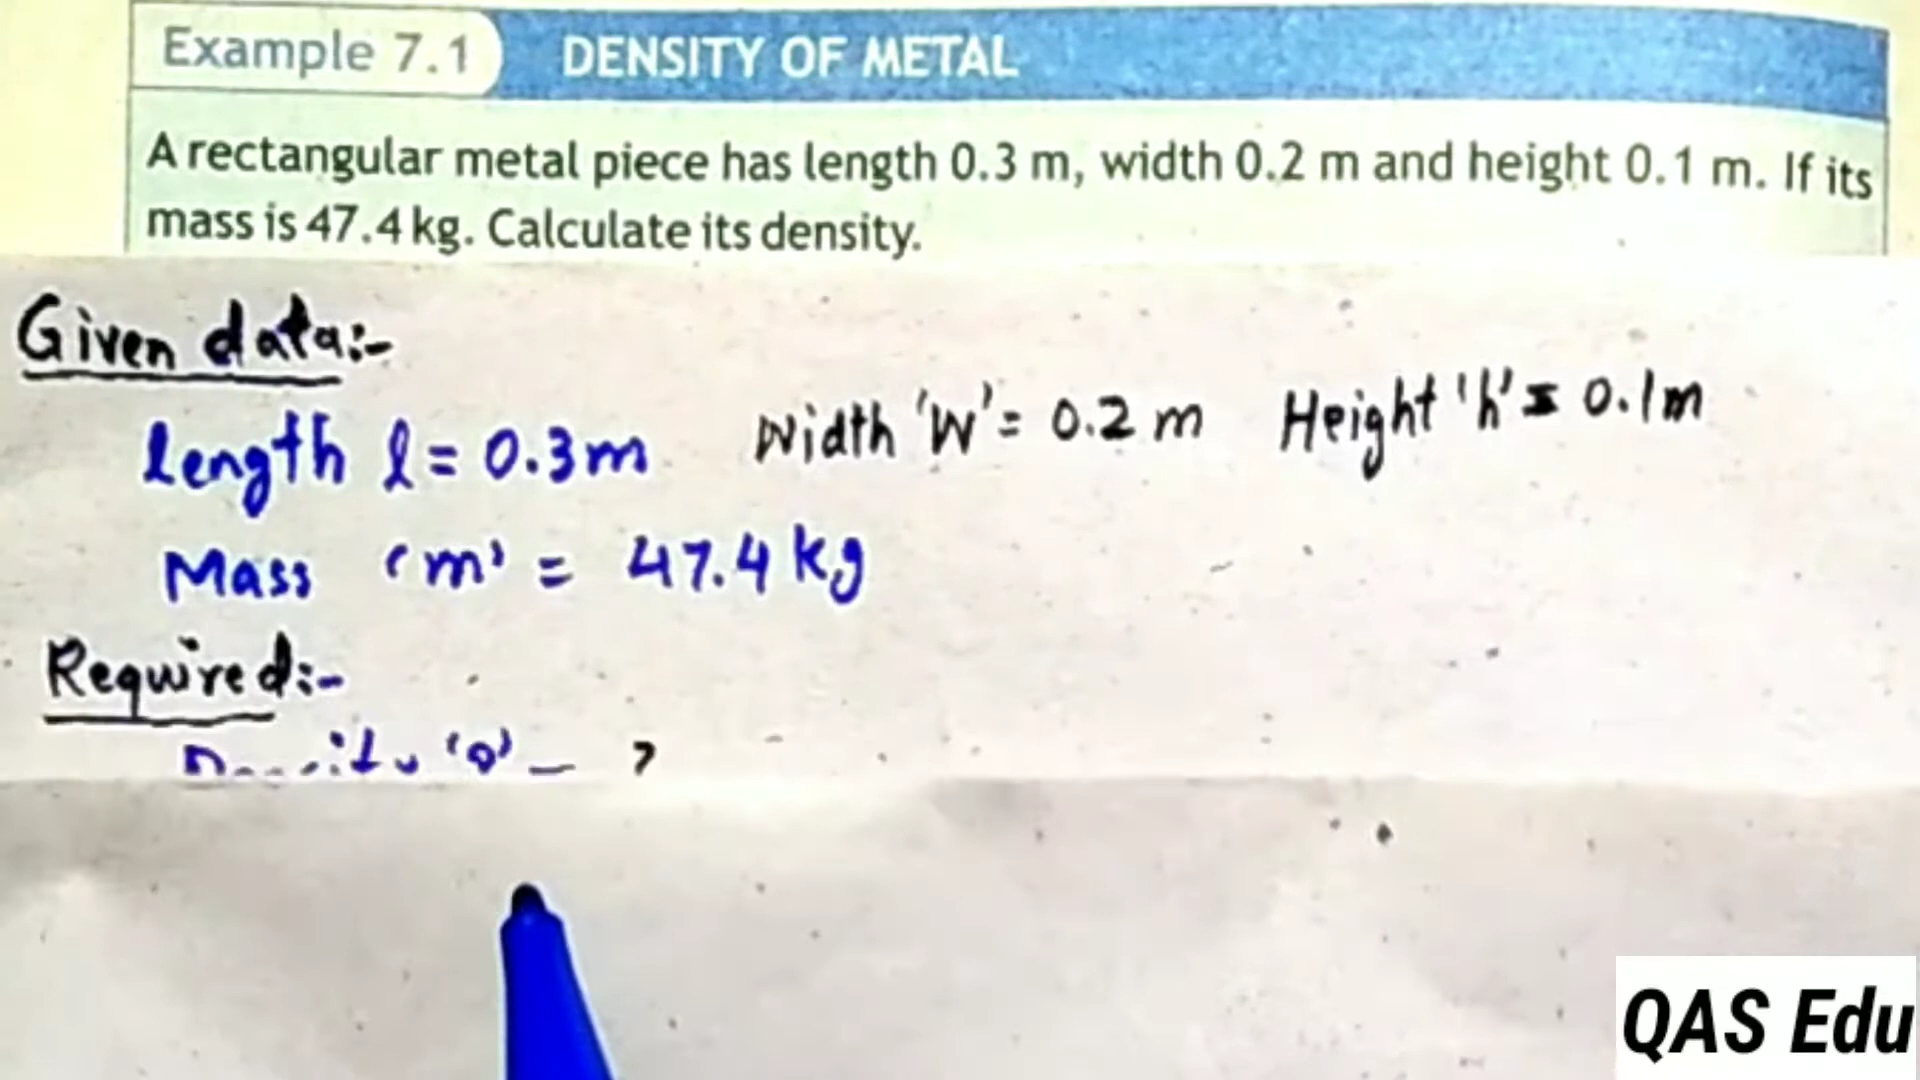 Example 7.1 DENSITY OF METAL
A rectangular metal piece has length 0.3 m, width 0.2 m and height 0.1 m. If its
mass is 47.4 kg. Calculate its density.
Given data:-
length l = 0.3m Width 'W' = 0.2 m Height 'h' = 0.1m
Mass 'm' = 47.4 kg
Required:-
?
QAS Edu